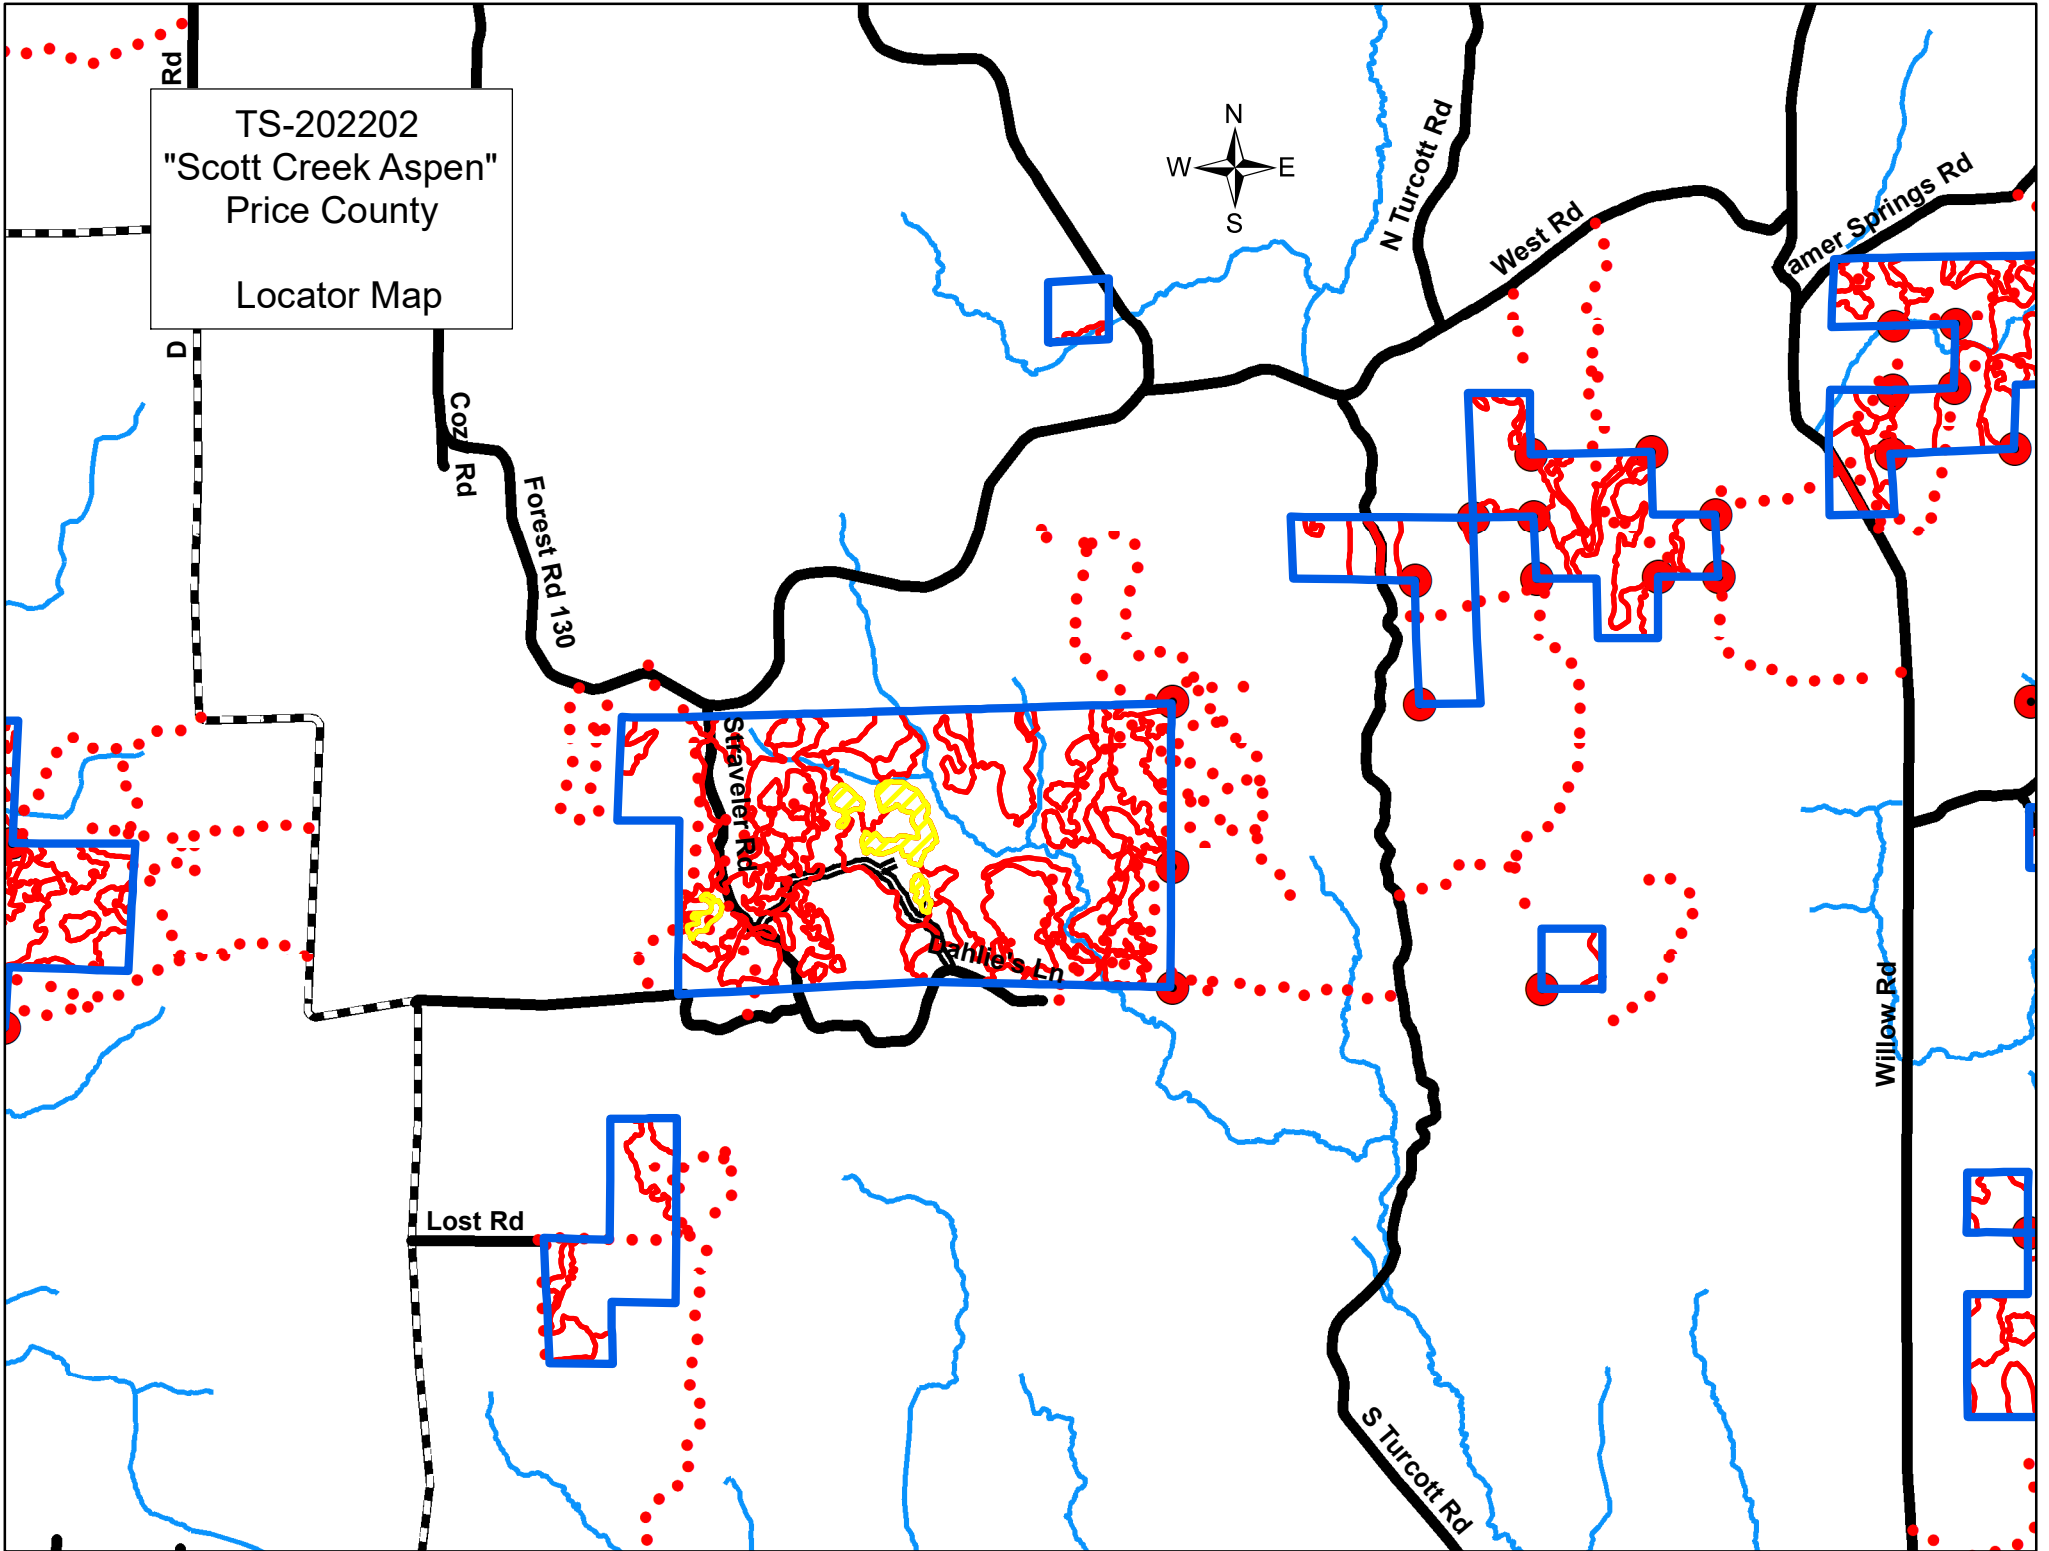 Rd
TS-202202
"Scott Creek Aspen"
Price County
Locator Map
N
W
E
S
N Turcott Rd
West Rd
amer Springs Rd
D
Coz Rd
Forest Rd 130
Straveler Rd
Dahlie's Ln
Willow Rd
Lost Rd
S Turcott Rd